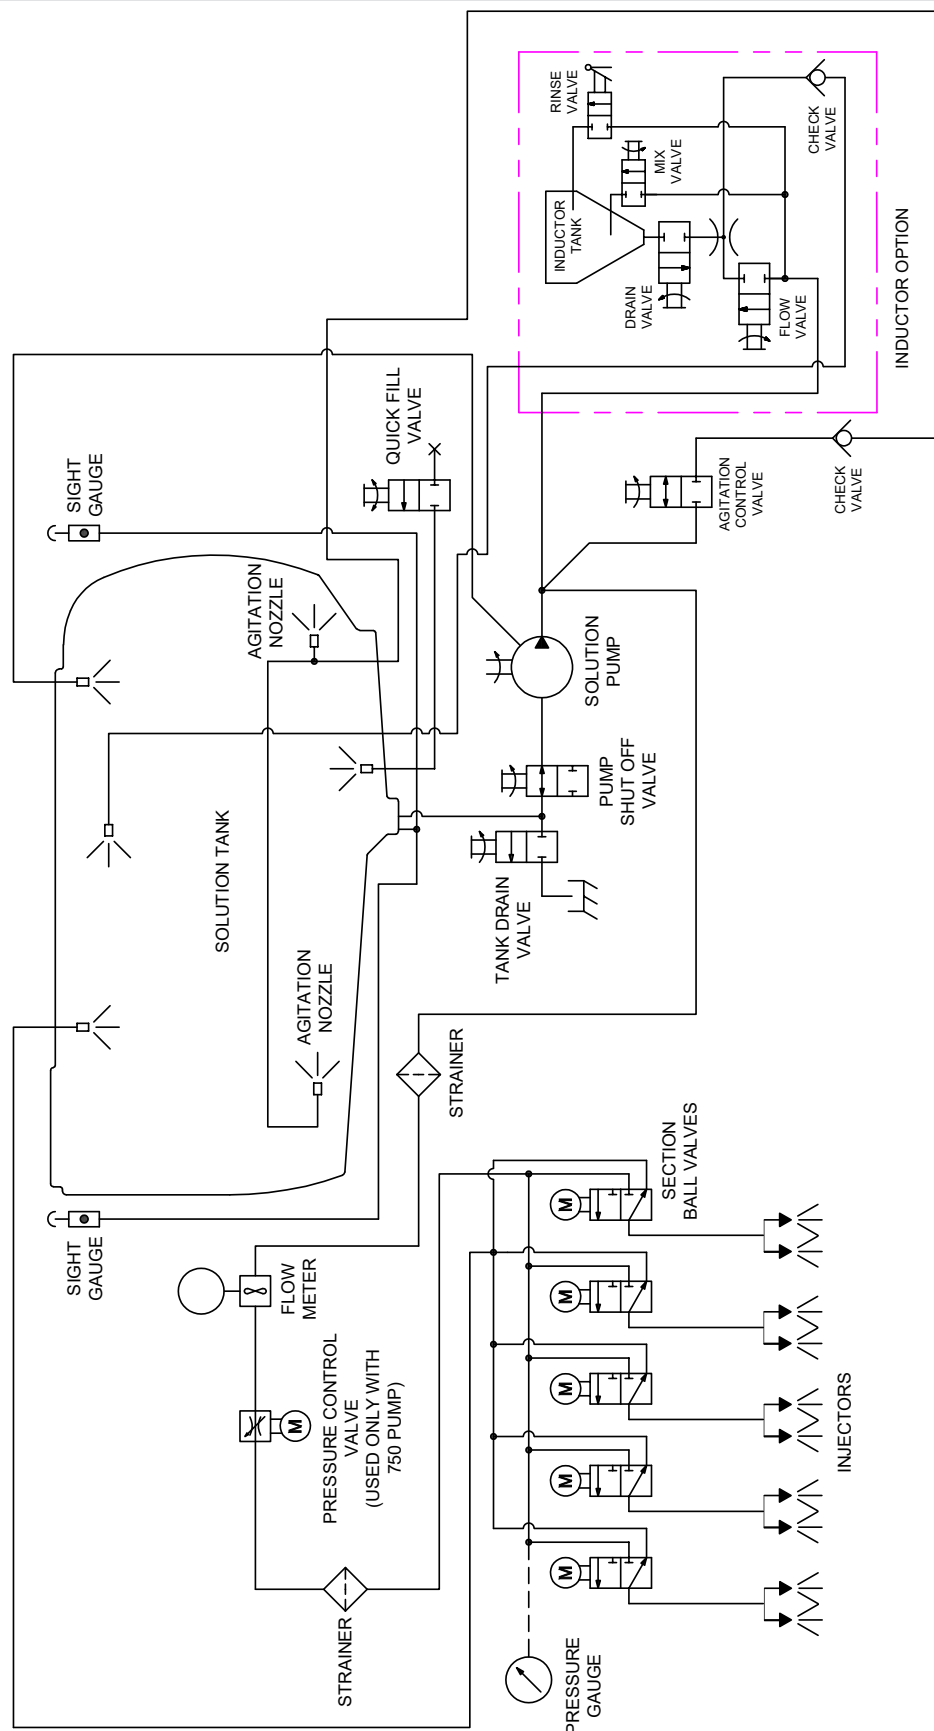 RINSE
VALVE
MIX
VALVE
CHECK
VALVE
INDUCTOR
TANK
DRAIN
VALVE
FLOW
VALVE
INDUCTOR OPTION
QUICK FILL
VALVE
SIGHT
GAUGE
AGITATION
CONTROL
VALVE
CHECK
VALVE
AGITATION
NOZZLE
SOLUTION
PUMP
PUMP
SHUT OFF
VALVE
SOLUTION TANK
TANK DRAIN
VALVE
AGITATION
NOZZLE
STRAINER
SECTION
BALL VALVES
SIGHT
GAUGE
FLOW
METER
M
M
M
M
M
M
PRESSURE CONTROL
VALVE
(USED ONLY WITH
750 PUMP)
INJECTORS
STRAINER
PRESSURE
GAUGE